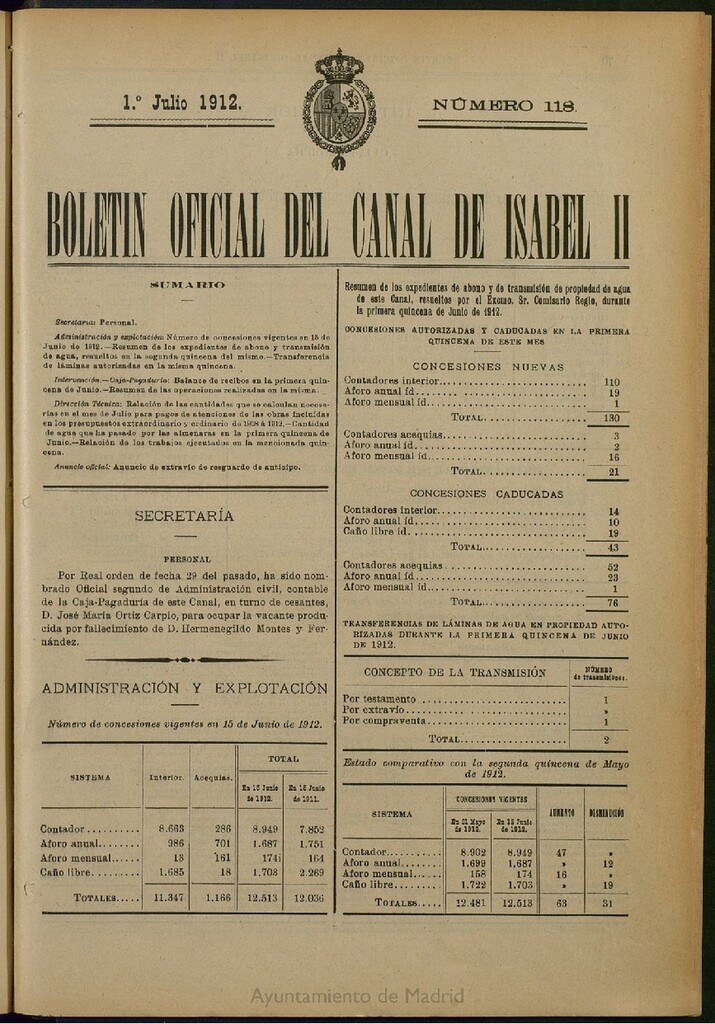 1.º Julio 1912.
NÚMERO 118.
BOLETIN OFICIAL DEL CANAL DE ISABEL II
SUMARIO
Secretaría: Personal.
Administración y explotación: Número de concesiones vigentes en 15 de
Junio de 1912.—Resumen de los expedientes de abono y transmisión
de agua, resueltos en la segunda quincena del mismo.—Transferencia
de láminas autorizadas en la misma quincena.
Intervención.—Caja-Pagaduría: Balance de recibos en la primera quin-
cena de Junio.—Resumen de las operaciones realizadas en la misma.
Dirección Técnica: Relación de las cantidades que se calculan necesa-
rias en el mes de Julio para pagos de atenciones de las obras incluídas
en los presupuestos extraordinario y ordinario de 1908 á 1912.—Cantidad
de agua que ha pasado por las almenaras en la primera quincena de
Junio.—Relación de los trabajos ejecutados en la mencionada quin-
cena.
Anuncio oficial: Anuncio de extravío de resguardo de anticipo.
SECRETARÍA
PERSONAL
Por Real orden de fecha 29 del pasado, ha sido nom-
brado Oficial segundo de Administración civil, contable
de la Caja-Pagaduría de este Canal, en turno de cesantes,
D. José María Ortiz Carpio, para ocupar la vacante produ-
cida por fallecimiento de D. Hermenegildo Montes y Fer-
nández.
ADMINISTRACIÓN Y EXPLOTACIÓN
Número de concesiones vigentes en 15 de Junio de 1912.
SISTEMA Interior. Acequias. TOTAL
En 15 Junio de 1912. En 15 Junio de 1911.
Contador.......... 8.663 286 8.949 7.852
Aforo anual....... 986 701 1.687 1.751
Aforo mensual.... 13 161 174 164
Caño libre........ 1.685 18 1.703 2.269
TOTALES..... 11.347 1.166 12.513 12.036
Resumen de los expedientes de abono y de transmisión de propiedad de agua
de este Canal, resueltos por el Excmo. Sr. Comisario Regio, durante
la primera quincena de Junio de 1912.
CONCESIONES AUTORIZADAS Y CADUCADAS EN LA PRIMERA
QUINCENA DE ESTE MES
CONCESIONES NUEVAS
Contadores interior.................... 110
Aforo anual íd......................... 19
Aforo mensual íd....................... 1
TOTAL.................. 130
Contadores acequias.................... 3
Aforo anual íd......................... 2
Aforo mensual íd....................... 16
TOTAL.................. 21
CONCESIONES CADUCADAS
Contadores interior.................... 14
Aforo anual íd......................... 10
Caño libre íd.......................... 19
TOTAL.................. 43
Contadores acequias.................... 52
Aforo anual íd......................... 23
Aforo mensual íd....................... 1
TOTAL.................. 76
TRANSFERENCIAS DE LÁMINAS DE AGUA EN PROPIEDAD AUTO-
RIZADAS DURANTE LA PRIMERA QUINCENA DE JUNIO
DE 1912.
CONCEPTO DE LA TRANSMISIÓN NÚMERO de transmisiones.
Por testamento ...................... 1
Por extravío......................... »
Por compraventa...................... 1
TOTAL.................. 2
Estado comparativo con la segunda quincena de Mayo
de 1912.
SISTEMA CONCESIONES VIGENTES AUMENTO DISMINUCIÓN
En 31 Mayo de 1912. En 15 Junio de 1912.
Contador.......... 8.902 8.949 47 »
Aforo anual....... 1.699 1.687 » 12
Aforo mensual..... 158 174 16 »
Caño libre........ 1.722 1.703 » 19
TOTALES..... 12.481 12.513 63 31
Ayuntamiento de Madrid